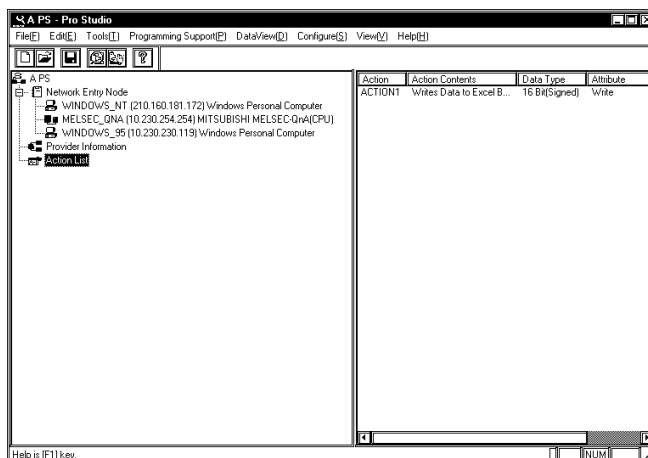 A PS - Pro Studio
File(F) Edit(E) Tools(T) Programming Support(P) DataView(D) Configure(S) View(V) Help(H)
A PS
Network Entry Node
WINDOWS_NT (210.160.181.172) Windows Personal Computer
MELSEC_QNA (10.230.254.254) MITSUBISHI MELSEC-QnA(CPU)
WINDOWS_95 (10.230.230.119) Windows Personal Computer
Provider Information
Action List
Action Action Contents Data Type Attribute
ACTION1 Writes Data to Excel B... 16 Bit(Signed) Write
Help is [F1] key.
NUM